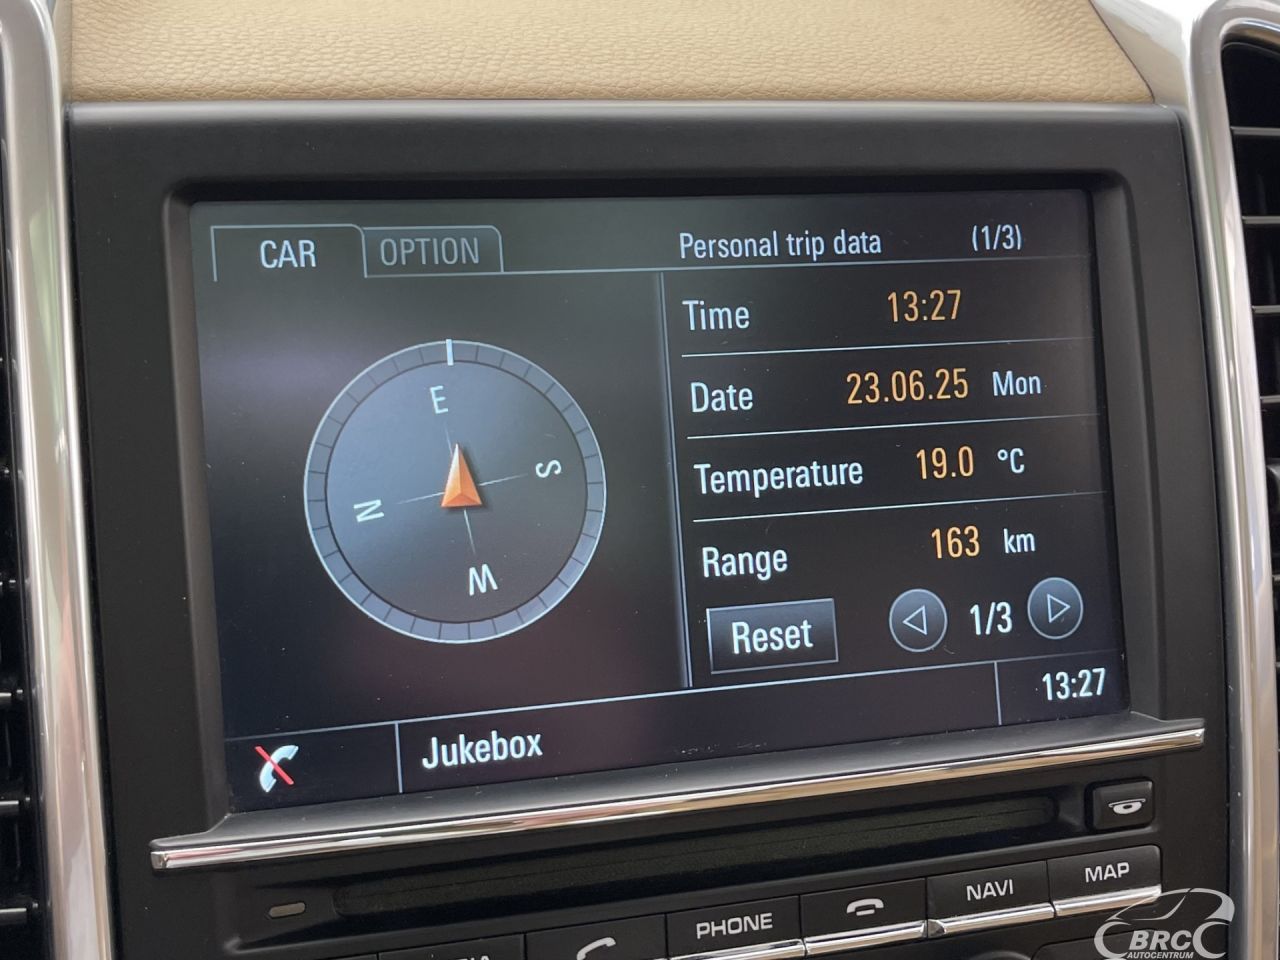 CAR OPTION Personal trip data (1/3)
Time 13:27
Date 23.06.25 Mon
Temperature 19.0 °C
Range 163 km
Reset 1/3
E
S
N
W
13:27
Jukebox
PHONE NAVI MAP
BRC
AUTOCENTRUM